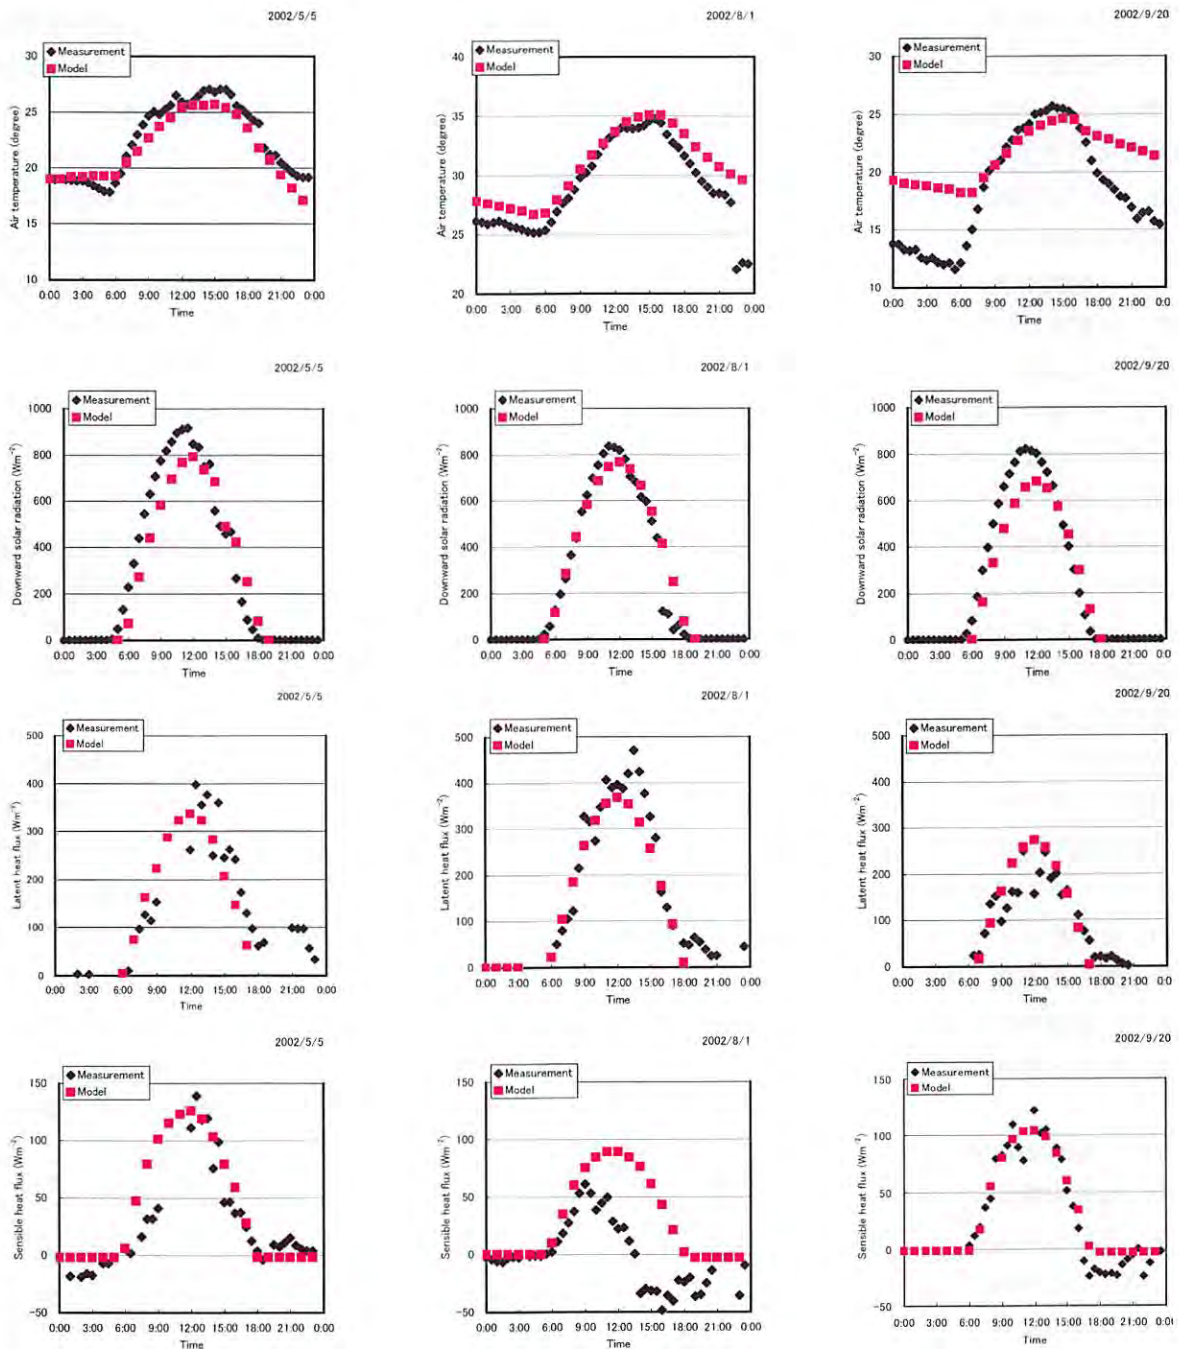 2002/5/5
Measurement
Model
Air temperature (degree)
30
25
20
15
10
0:00 3:00 6:00 9:00 12:00 15:00 18:00 21:00 0:00
Time
2002/8/1
Measurement
Model
Air temperature (degree)
40
35
30
25
20
0:00 3:00 6:00 9:00 12:00 15:00 18:00 21:00 0:00
Time
2002/9/20
Measurement
Model
Air temperature (degree)
30
25
20
15
10
0:00 3:00 6:00 9:00 12:00 15:00 18:00 21:00 0:00
Time
2002/5/5
Measurement
Model
Downward solar radiation (Wm⁻²)
1000
800
600
400
200
0
0:00 3:00 6:00 9:00 12:00 15:00 18:00 21:00 0:00
Time
2002/8/1
Measurement
Model
Downward solar radiation (Wm⁻²)
1000
800
600
400
200
0
0:00 3:00 6:00 9:00 12:00 15:00 18:00 21:00 0:00
Time
2002/9/20
Measurement
Model
Downward solar radiation (Wm⁻²)
1000
800
600
400
200
0
0:00 3:00 6:00 9:00 12:00 15:00 18:00 21:00 0:00
Time
2002/5/5
Measurement
Model
Latent heat flux (Wm⁻²)
500
400
300
200
100
0
0:00 3:00 6:00 9:00 12:00 15:00 18:00 21:00 0:00
Time
2002/8/1
Measurement
Model
Latent heat flux (Wm⁻²)
500
400
300
200
100
0
0:00 3:00 6:00 9:00 12:00 15:00 18:00 21:00 0:00
Time
2002/9/20
Measurement
Model
Latent heat flux (Wm⁻²)
500
400
300
200
100
0
0:00 3:00 6:00 9:00 12:00 15:00 18:00 21:00 0:00
Time
2002/5/5
Measurement
Model
Sensible heat flux (Wm⁻²)
150
100
50
0
-50
0:00 3:00 6:00 9:00 12:00 15:00 18:00 21:00 0:00
Time
2002/8/1
Measurement
Model
Sensible heat flux (Wm⁻²)
150
100
50
0
-50
0:00 3:00 6:00 9:00 12:00 15:00 18:00 21:00 0:00
Time
2002/9/20
Measurement
Model
Sensible heat flux (Wm⁻²)
150
100
50
0
-50
0:00 3:00 6:00 9:00 12:00 15:00 18:00 21:00 0:00
Time